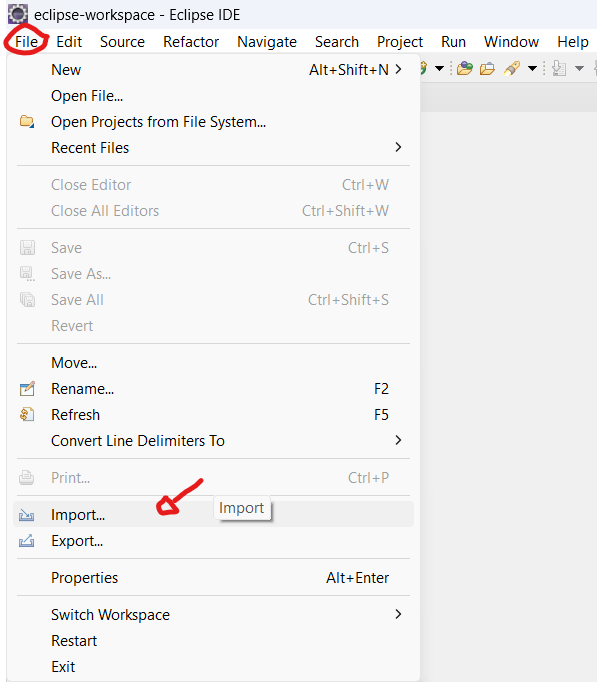 eclipse-workspace - Eclipse IDE
File Edit Source Refactor Navigate Search Project Run Window Help
New Alt+Shift+N
Open File...
Open Projects from File System...
Recent Files
Close Editor Ctrl+W
Close All Editors Ctrl+Shift+W
Save Ctrl+S
Save As...
Save All Ctrl+Shift+S
Revert
Move...
Rename... F2
Refresh F5
Convert Line Delimiters To
Print... Ctrl+P
Import... Import
Export...
Properties Alt+Enter
Switch Workspace
Restart
Exit